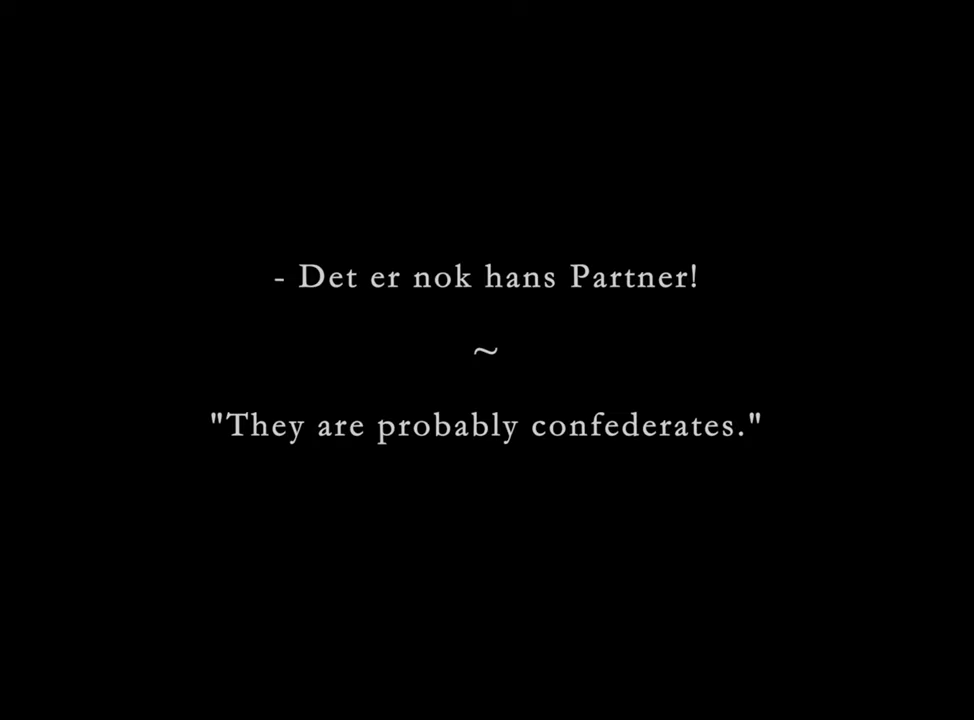 - Det er nok hans Partner!
~
"They are probably confederates."